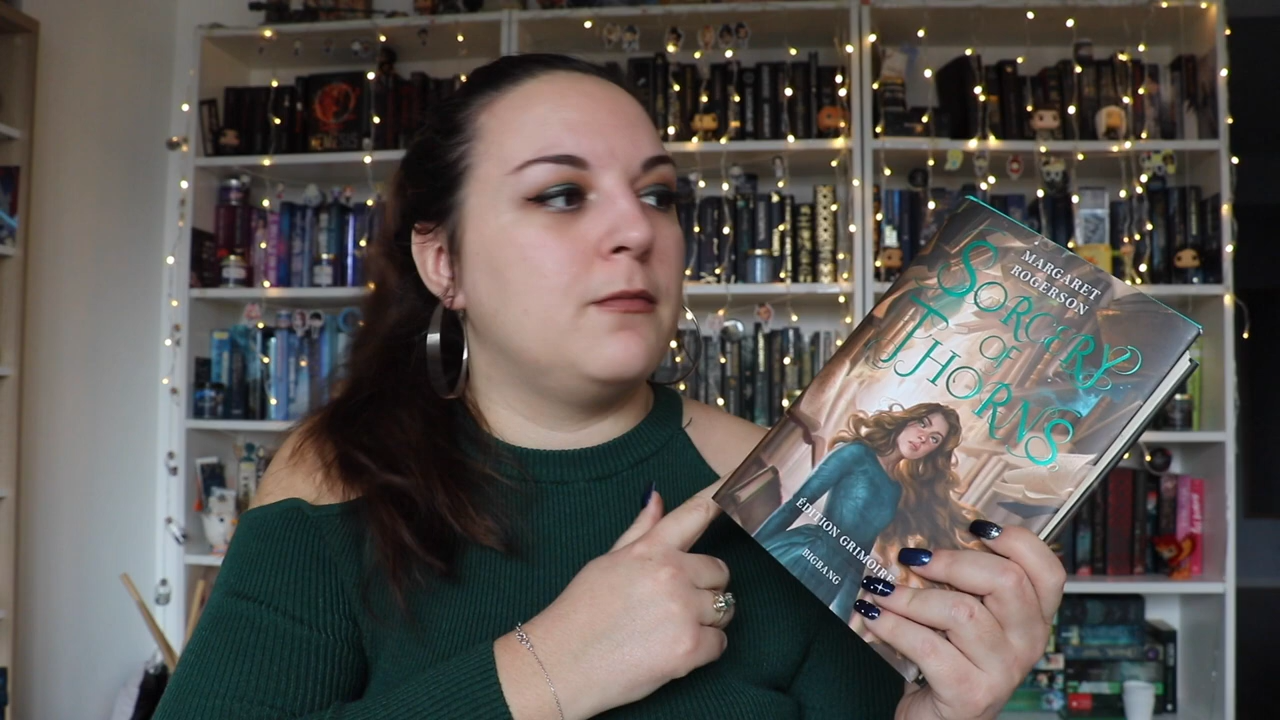 MARGARET
ROGERSON
SORCERY
OF
THORNS
ÉDITION GRIMOIRE
BIGBANG